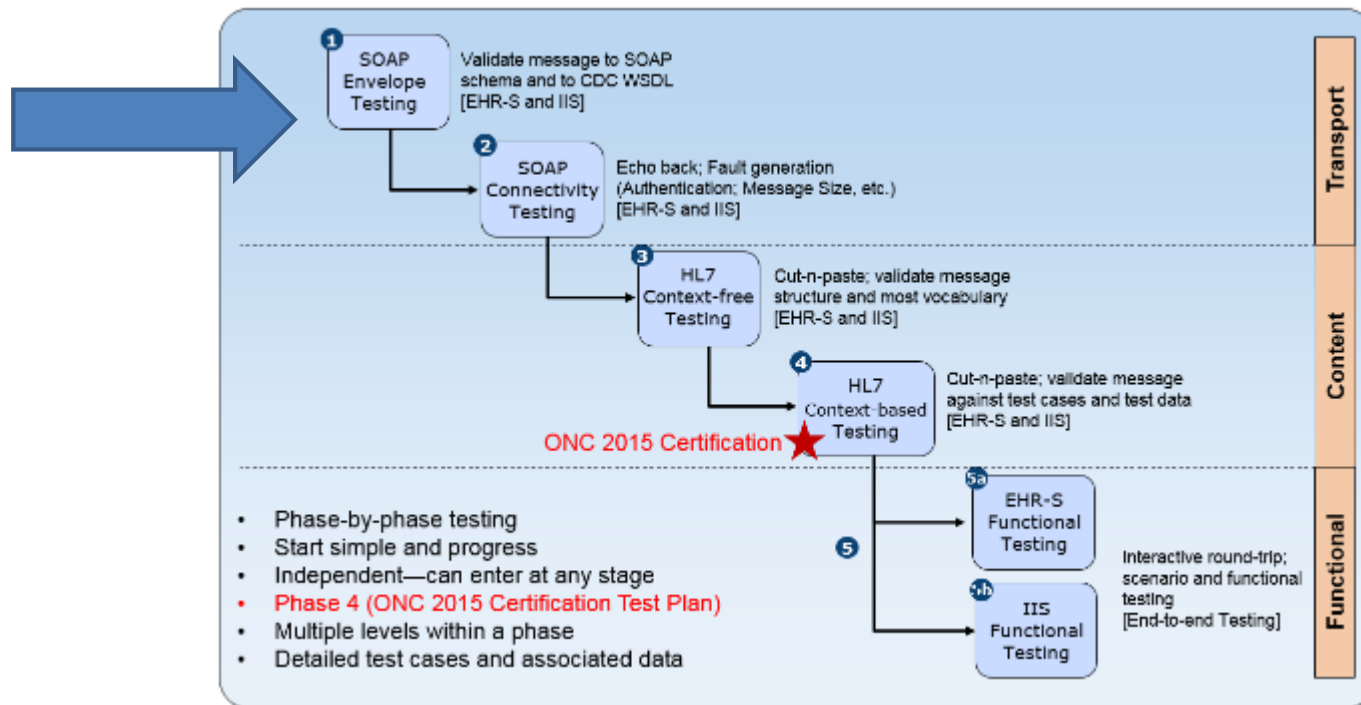 1
SOAP
Envelope
Testing
Validate message to SOAP
schema and to CDC WSDL
[EHR-S and IIS]
2
SOAP
Connectivity
Testing
Echo back; Fault generation
(Authentication; Message Size, etc.)
[EHR-S and IIS]
Transport
3
HL7
Context-free
Testing
Cut-n-paste; validate message
structure and most vocabulary
[EHR-S and IIS]
4
HL7
Context-based
Testing
Cut-n-paste; validate message
against test cases and test data
[EHR-S and IIS]
ONC 2015 Certification
Content
• Phase-by-phase testing
• Start simple and progress
• Independent—can enter at any stage
• Phase 4 (ONC 2015 Certification Test Plan)
• Multiple levels within a phase
• Detailed test cases and associated data
5
5a
EHR-S
Functional
Testing
5b
IIS
Functional
Testing
Interactive round-trip;
scenario and functional
testing
[End-to-end Testing]
Functional